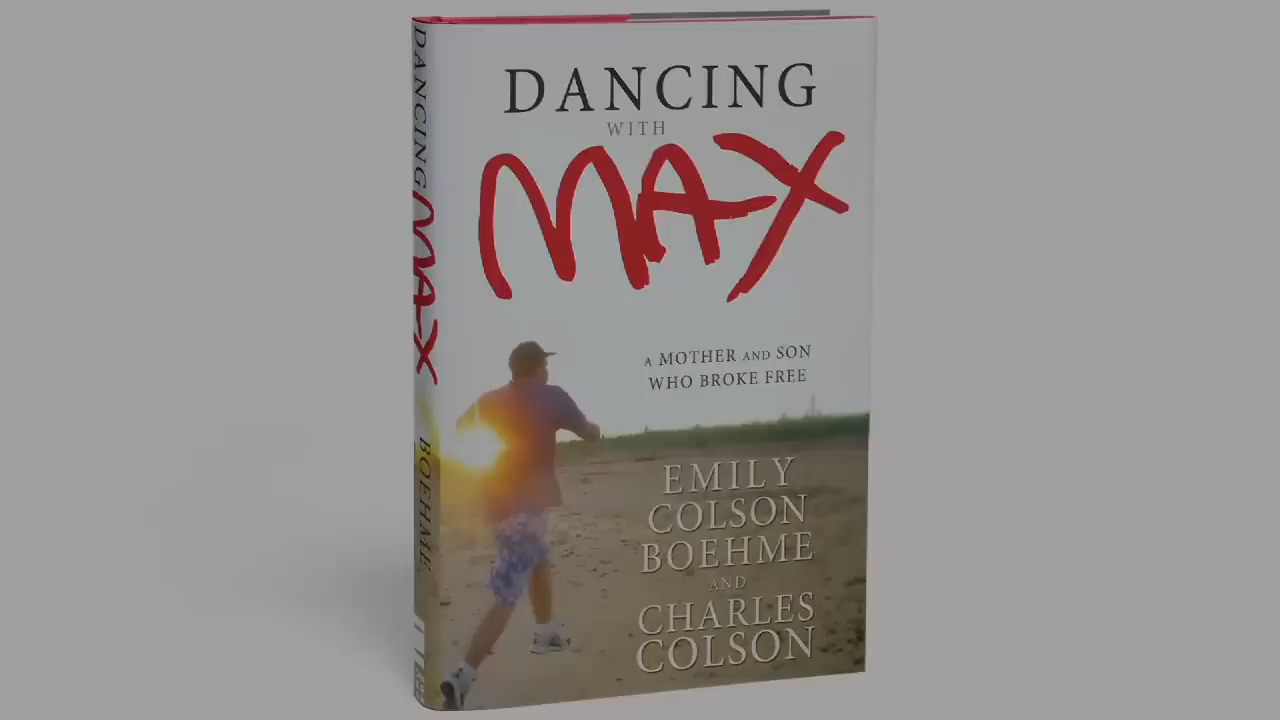 DANCING
WITH
MAX
A MOTHER AND SON
WHO BROKE FREE
EMILY
COLSON
BOEHME
AND
CHARLES
COLSON
DANCING MAX BOEHME